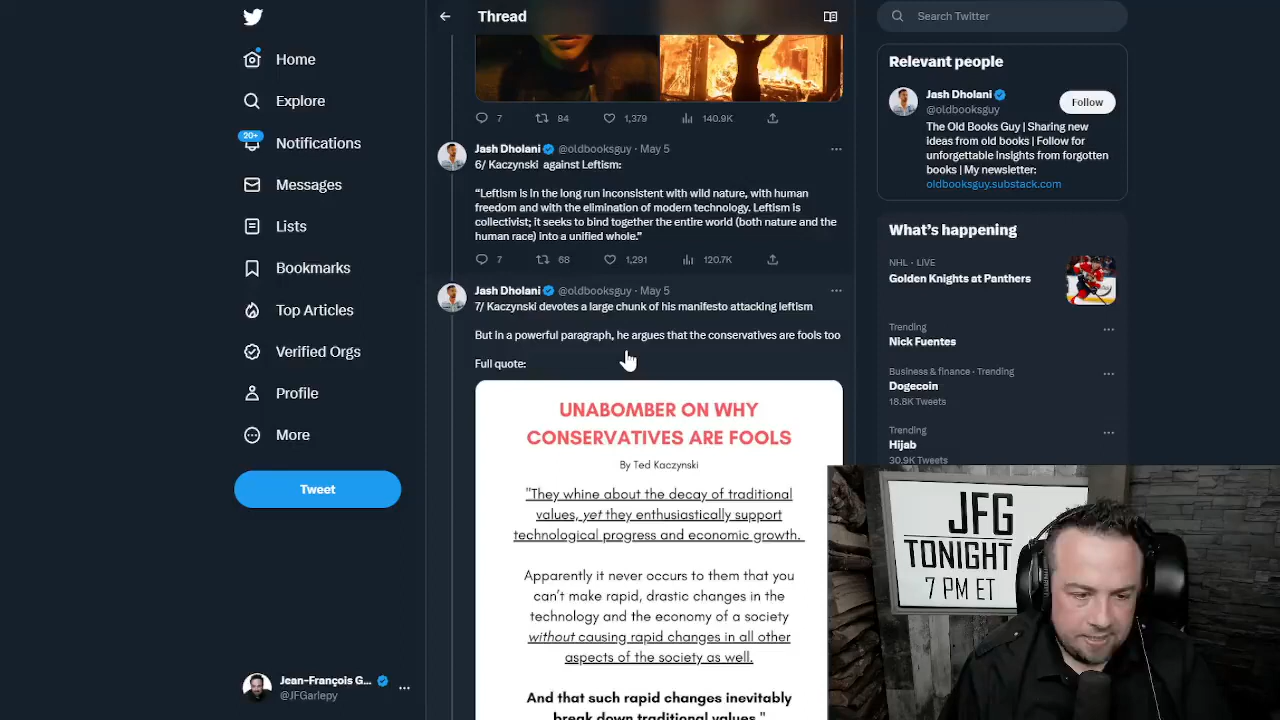 Thread
Search Twitter
Home
Explore
20+
Notifications
Messages
Lists
Bookmarks
Top Articles
Verified Orgs
Profile
More
Tweet
Jean-François G...
@JFGarlepy
7
84
1,379
140.9K
Jash Dholani @oldbooksguy · May 5
6/ Kaczynski against Leftism:
“Leftism is in the long run inconsistent with wild nature, with human
freedom and with the elimination of modern technology. Leftism is
collectivist; it seeks to bind together the entire world (both nature and the
human race) into a unified whole.”
7
68
1,291
120.7K
Jash Dholani @oldbooksguy · May 5
7/ Kaczynski devotes a large chunk of his manifesto attacking leftism
But in a powerful paragraph, he argues that the conservatives are fools too
Full quote:
UNABOMBER ON WHY
CONSERVATIVES ARE FOOLS
By Ted Kaczynski
"They whine about the decay of traditional
values, yet they enthusiastically support
technological progress and economic growth.
Apparently it never occurs to them that you
can't make rapid, drastic changes in the
technology and the economy of a society
without causing rapid changes in all other
aspects of the society as well.
And that such rapid changes inevitably
break down traditional values."
Relevant people
Jash Dholani
@oldbooksguy
Follow
The Old Books Guy | Sharing new
ideas from old books | Follow for
unforgettable insights from forgotten
books | My newsletter:
oldbooksguy.substack.com
What's happening
NHL · LIVE
Golden Knights at Panthers
Trending
Nick Fuentes
Business & finance · Trending
Dogecoin
18.8K Tweets
Trending
Hijab
30.9K Tweets
JFG
TONIGHT
7 PM ET